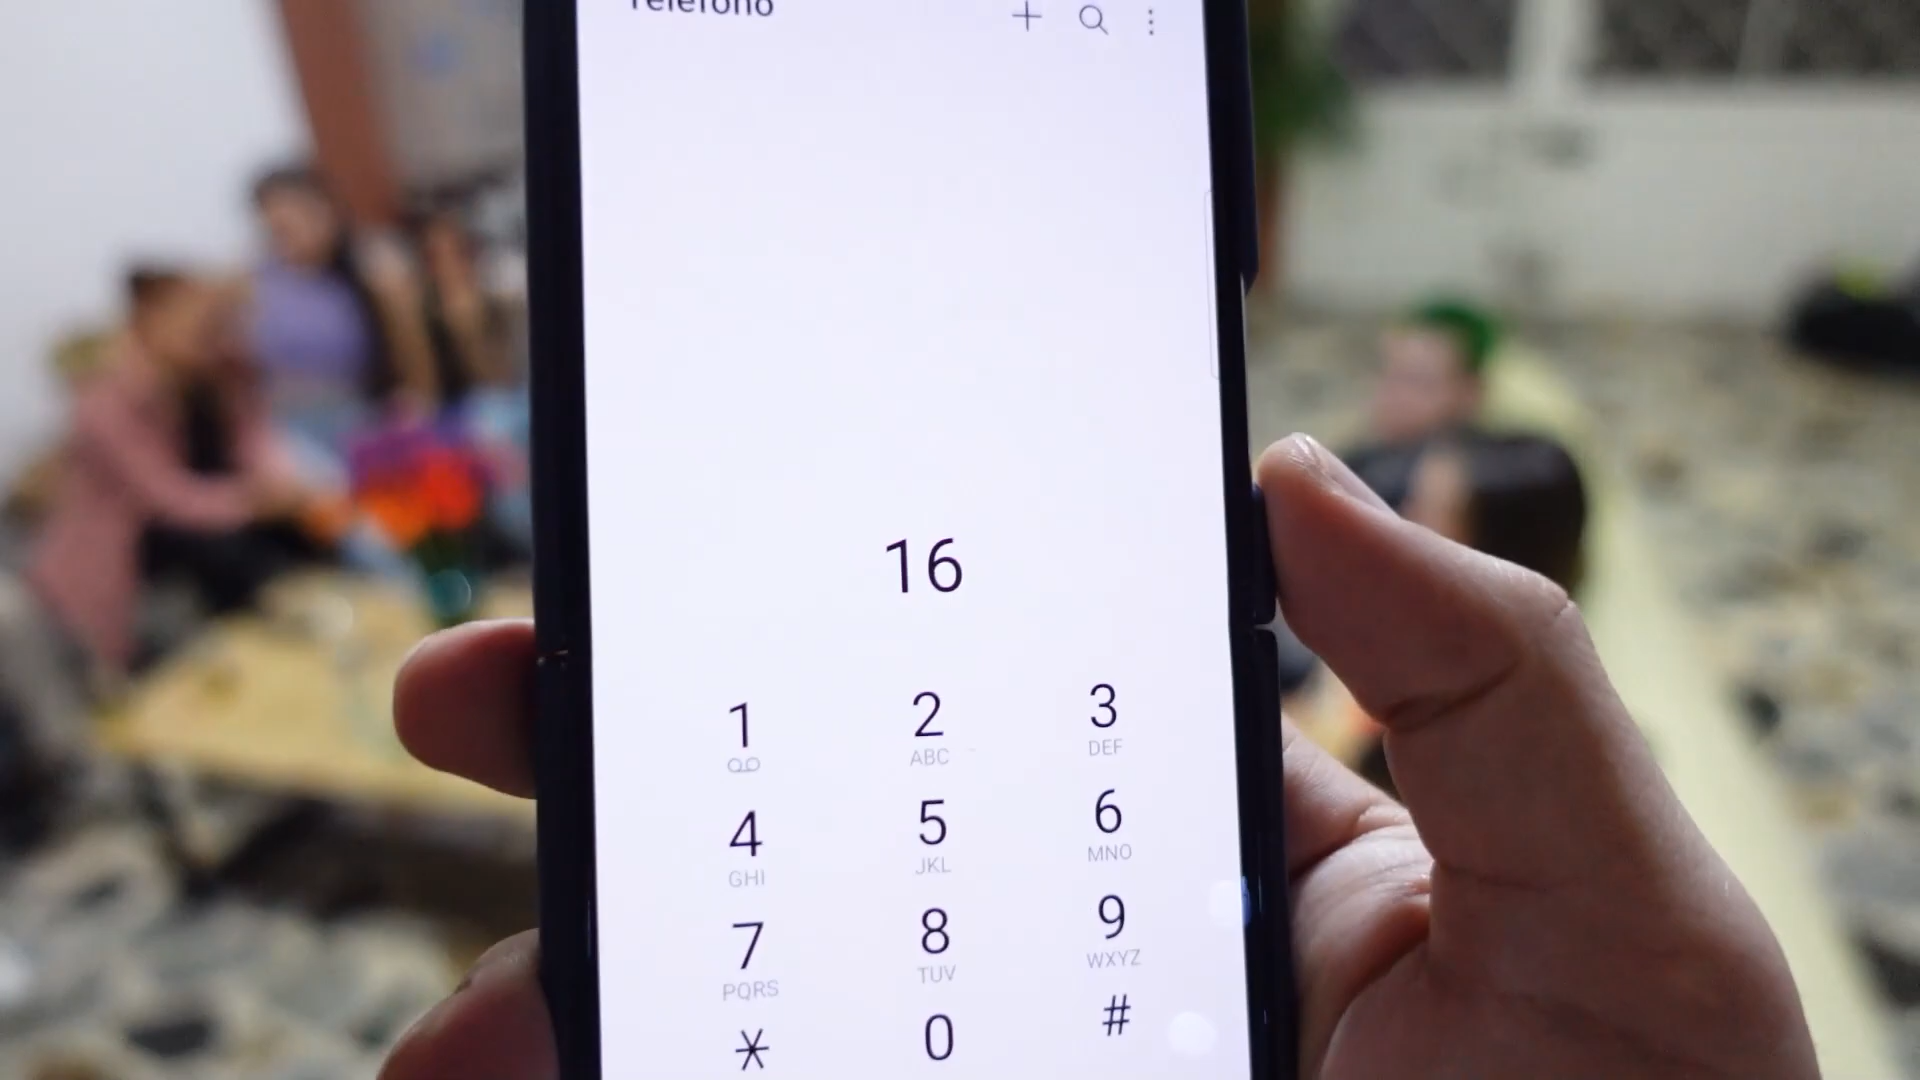 Teléfono
16
1 2 3
ABC DEF
4 5 6
GHI JKL MNO
7 8 9
PQRS TUV WXYZ
* 0 #